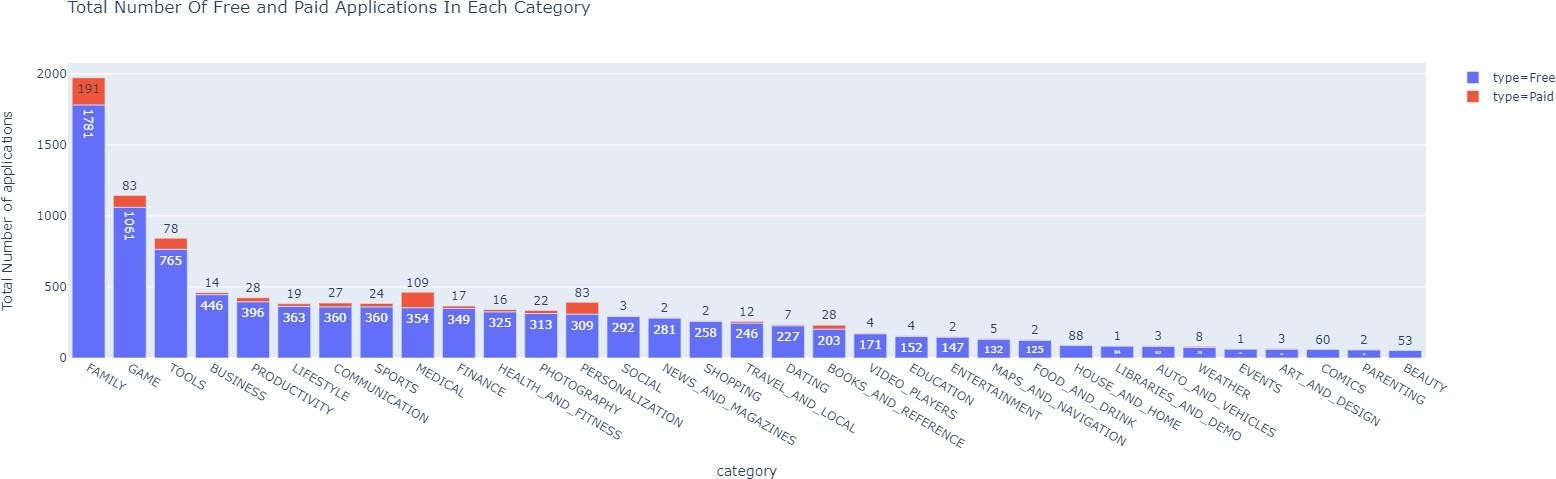 Total Number Of Free and Paid Applications In Each Category
type=Free
type=Paid
Total Number of applications
2000
1500
1000
500
0
191
1781
83
1061
78
765
14
446
28
396
19
363
27
360
24
360
109
354
17
349
16
325
22
313
83
309
3
292
2
281
2
258
12
246
7
227
28
203
4
171
4
152
2
147
5
132
2
125
88
1
84
3
82
8
1
3
60
2
53
FAMILY
GAME
TOOLS
BUSINESS
PRODUCTIVITY
LIFESTYLE
COMMUNICATION
SPORTS
MEDICAL
FINANCE
HEALTH_AND_FITNESS
PHOTOGRAPHY
PERSONALIZATION
SOCIAL
NEWS_AND_MAGAZINES
SHOPPING
TRAVEL_AND_LOCAL
DATING
BOOKS_AND_REFERENCE
VIDEO_PLAYERS
EDUCATION
ENTERTAINMENT
MAPS_AND_NAVIGATION
FOOD_AND_DRINK
HOUSE_AND_HOME
LIBRARIES_AND_DEMO
AUTO_AND_VEHICLES
WEATHER
EVENTS
ART_AND_DESIGN
COMICS
PARENTING
BEAUTY
category